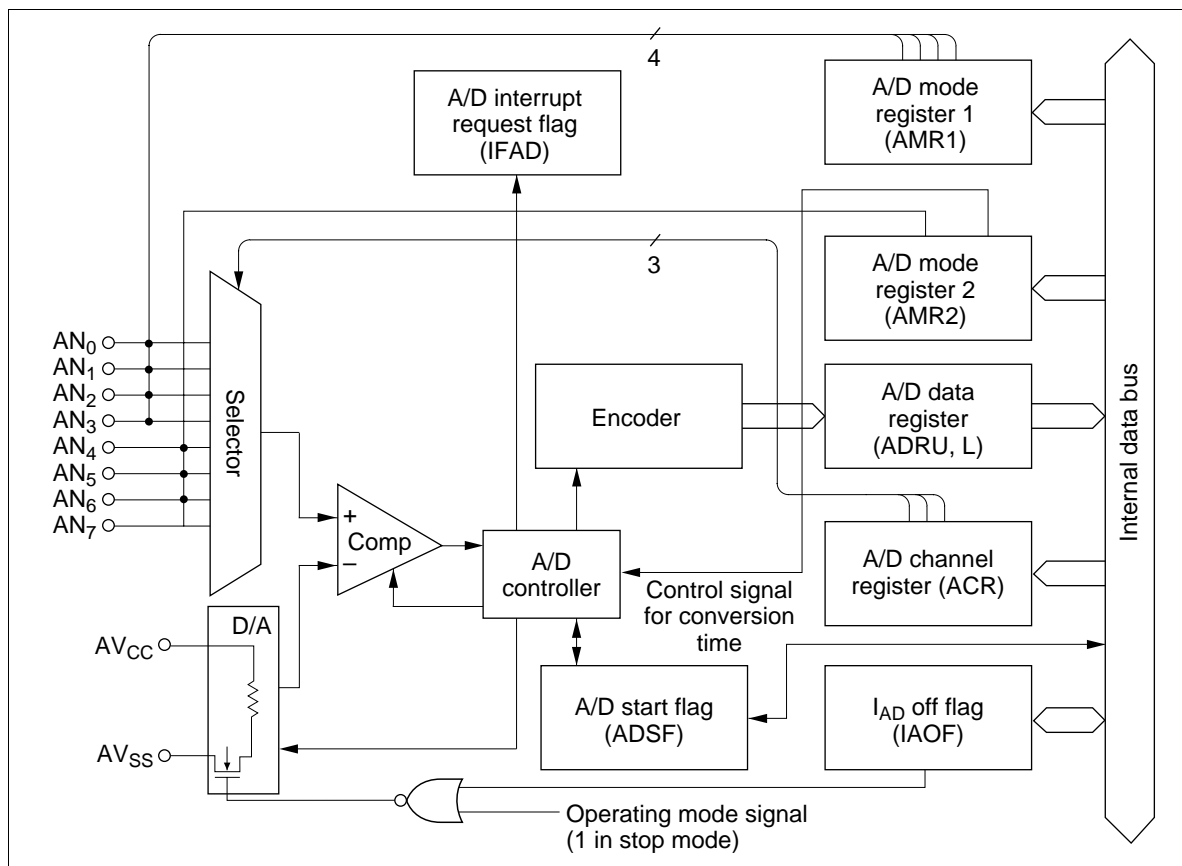 4
A/D interrupt
request flag
(IFAD)
A/D mode
register 1
(AMR1)
3
A/D mode
register 2
(AMR2)
AN0
AN1
AN2
AN3
AN4
AN5
AN6
AN7
Selector
Encoder
A/D data
register
(ADRU, L)
Internal data bus
+
Comp
−
A/D
controller
Control signal
for conversion
time
A/D channel
register (ACR)
D/A
AVCC
AVSS
A/D start flag
(ADSF)
IAD off flag
(IAOF)
Operating mode signal
(1 in stop mode)